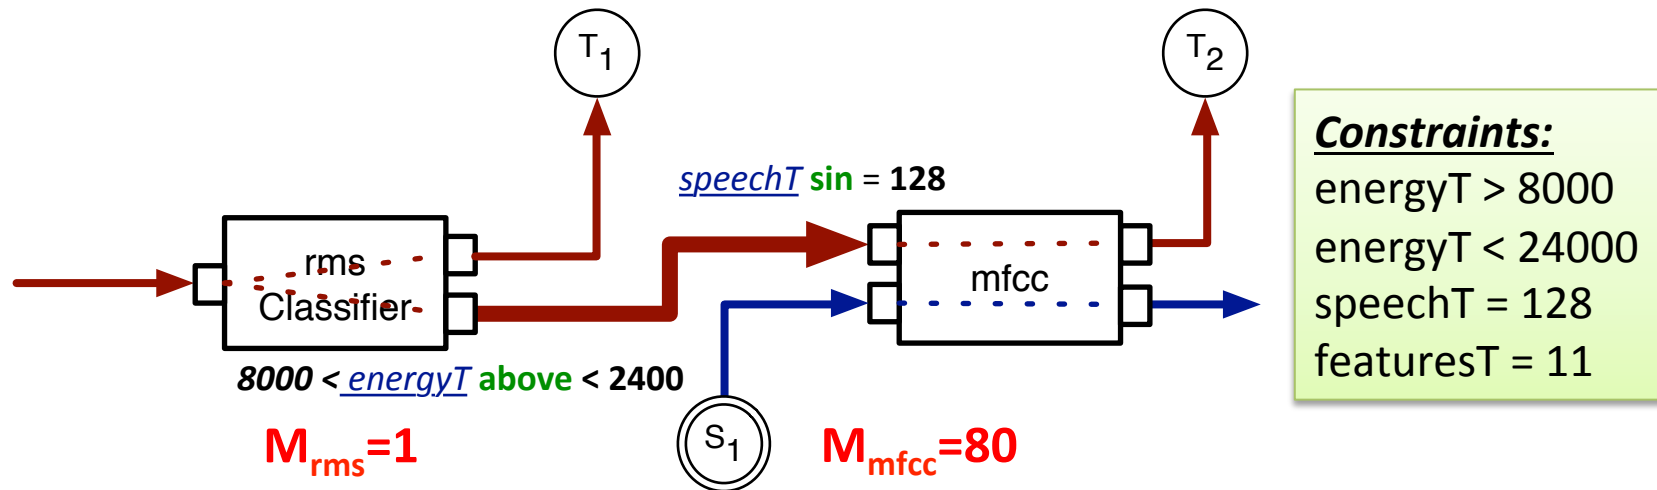 T1
T2
speechT sin = 128
rms
Classifier
mfcc
8000 < energyT above < 2400
S1
Mrms=1
Mmfcc=80
Constraints:
energyT > 8000
energyT < 24000
speechT = 128
featuresT = 11